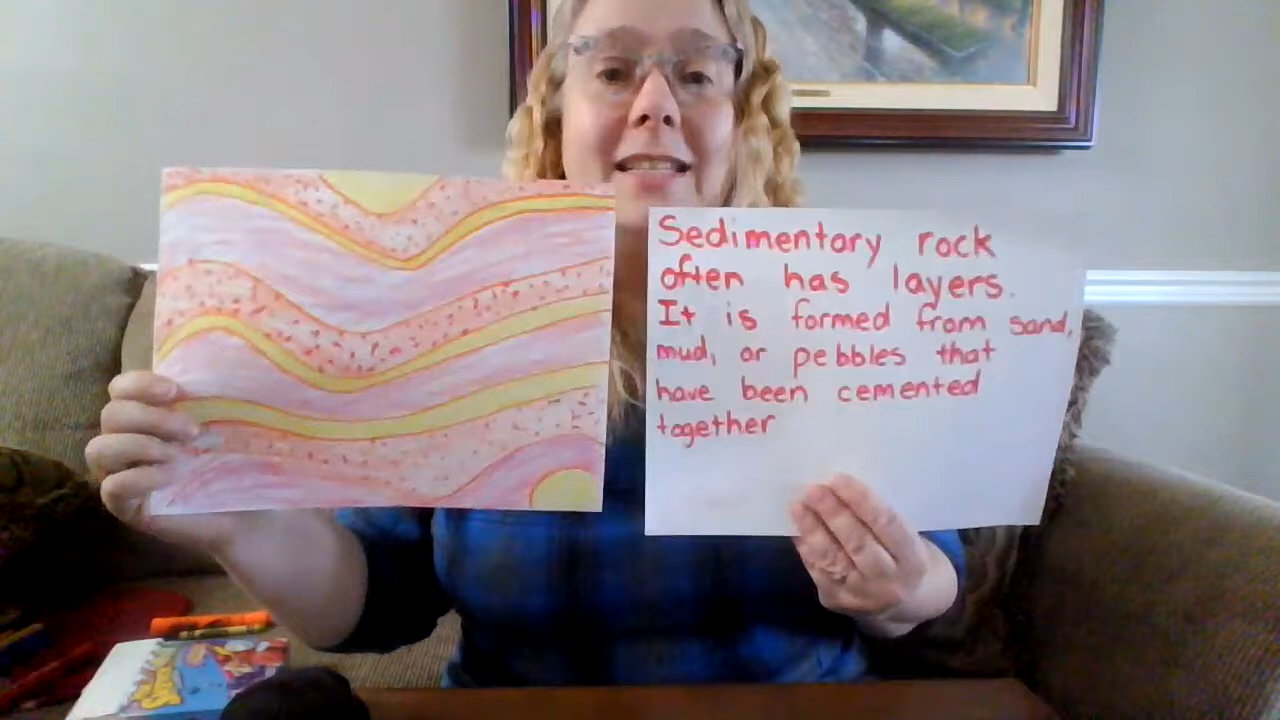 Sedimentary rock
often has layers.
It is formed from sand,
mud, or pebbles that
have been cemented
together